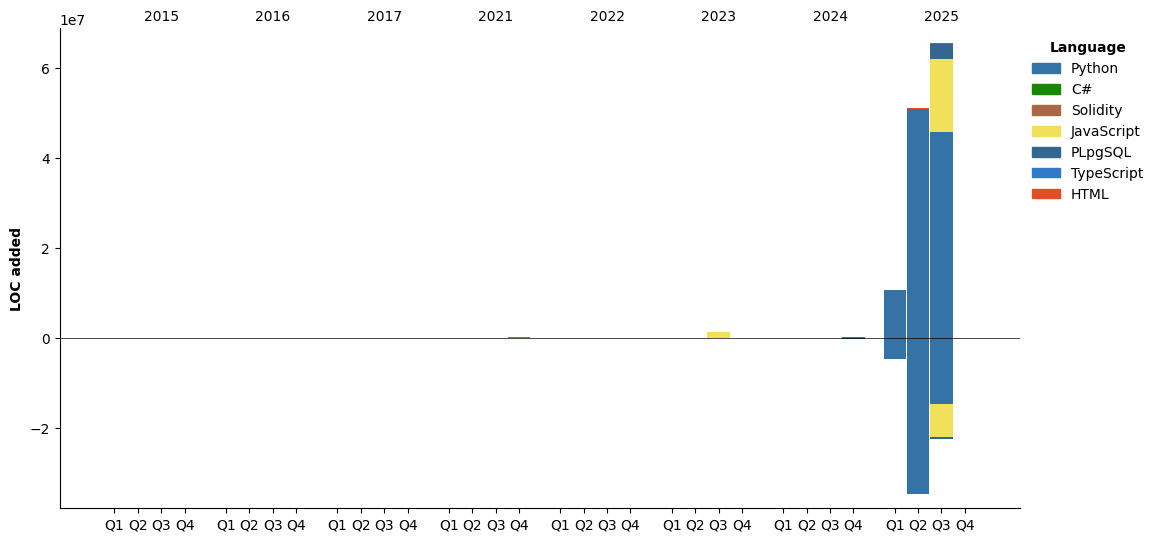 1e7
2015 2016 2017 2021 2022 2023 2024 2025
Language
Python
C#
Solidity
JavaScript
PLpgSQL
TypeScript
HTML
LOC added
6
4
2
0
−2
Q1 Q2 Q3 Q4 Q1 Q2 Q3 Q4 Q1 Q2 Q3 Q4 Q1 Q2 Q3 Q4 Q1 Q2 Q3 Q4 Q1 Q2 Q3 Q4 Q1 Q2 Q3 Q4 Q1 Q2 Q3 Q4